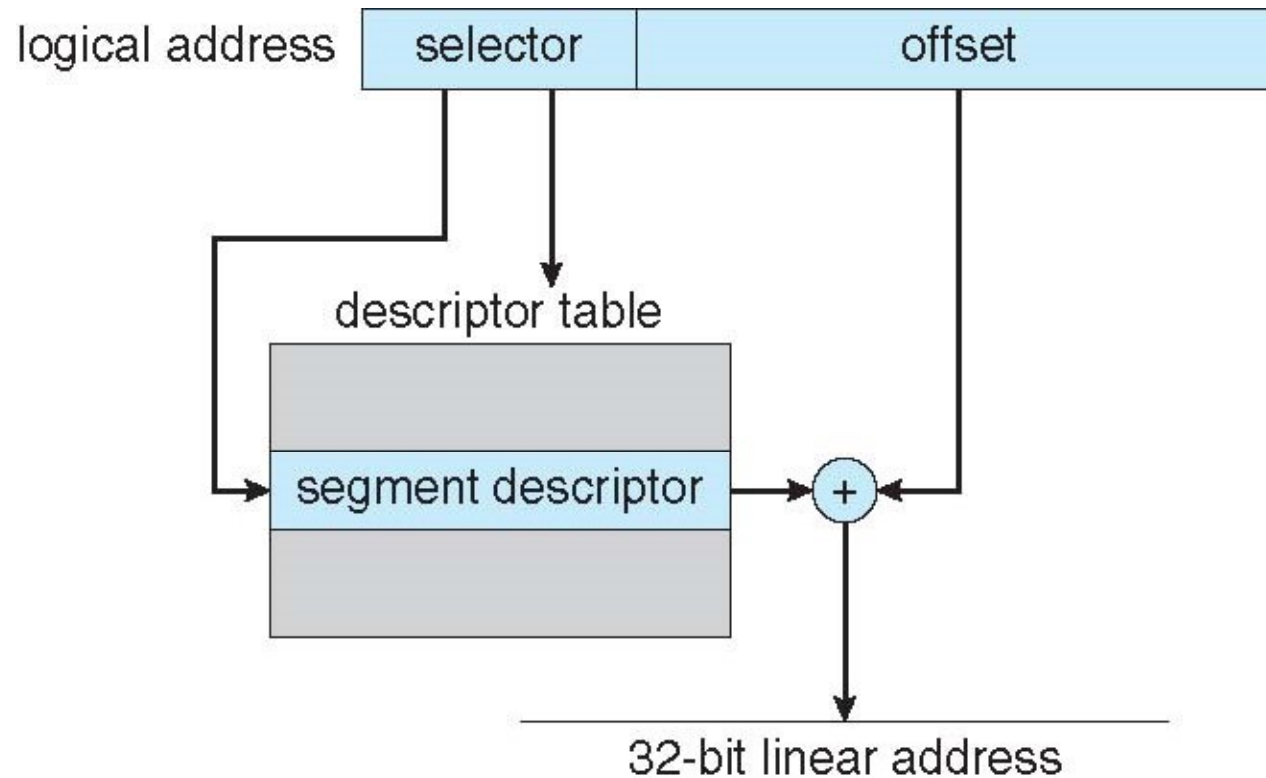 logical address selector offset
descriptor table
segment descriptor +
32-bit linear address